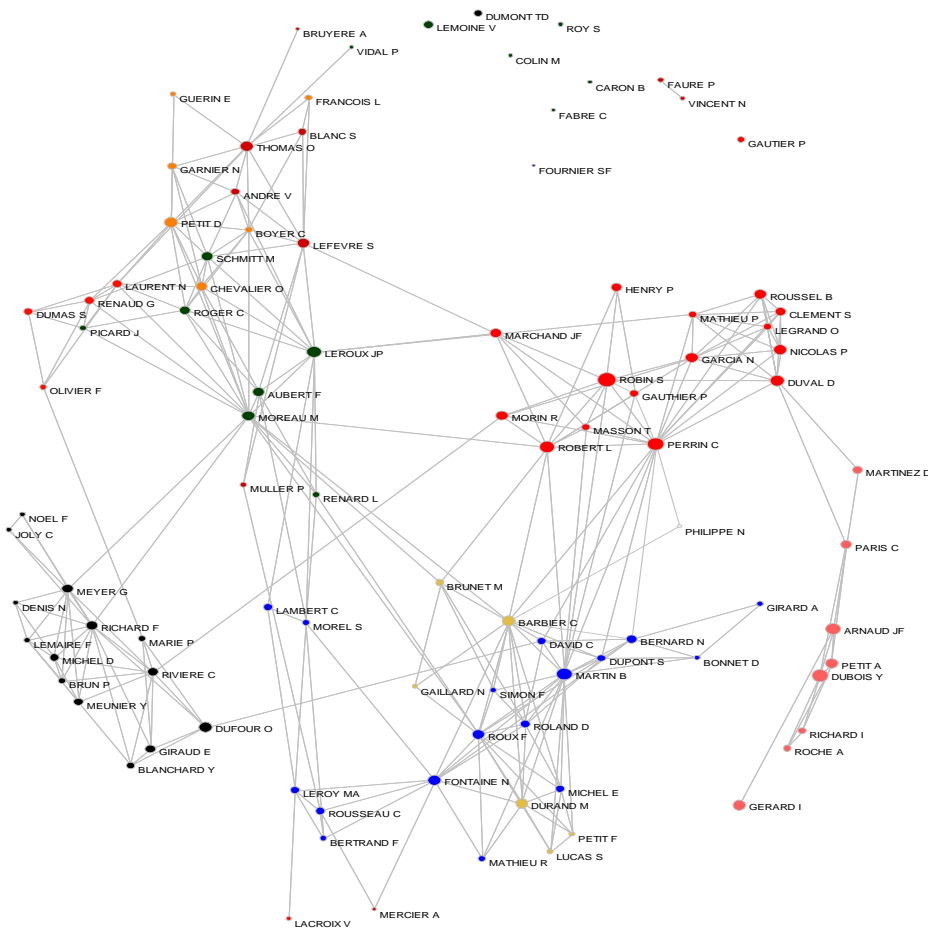 DUMONT TD
LEMOINE V
ROY S
BRUYERE A
VIDAL P
COLIN M
CARON B
FAURE P
VINCENT N
GUERIN E
FRANCOIS L
FABRE C
BLANC S
THOMAS O
GAUTIER P
GARNIER N
FOURNIER SF
ANDRE V
PETIT D
BOYER C
LEFEVRE S
SCHMITT M
LAURENT N
CHEVALIER O
HENRY P
RENAUD G
ROUSSEL B
DUMAS S
ROGER C
MATHIEU P
CLEMENT S
PICARD J
LEGRAND O
MARCHAND JF
LEROUX JP
GARCIA N
NICOLAS P
ROBIN S
DUVAL D
OLIVIER F
AUBERT F
GAUTHIER P
MOREAU M
MORIN R
MASSON T
ROBERT L
PERRIN C
MARTINEZ D
MULLER P
RENARD L
NOEL F
PHILIPPE N
JOLY C
PARIS C
BRUNET M
MEYER G
DENIS N
LAMBERT C
GIRARD A
MOREL S
BARBIER C
RICHARD F
ARNAUD JF
LEMAIRE F
MARIE P
DAVID C
BERNARD N
MICHEL D
DUPONT S
BONNET D
PETIT A
RIVIERE C
MARTIN B
DUBOIS Y
BRUN P
GAILLARD N
SIMON F
MEUNIER Y
DUFOUR O
ROLAND D
RICHARD I
ROUX F
GIRAUD E
ROCHE A
BLANCHARD Y
FONTAINE N
LEROY MA
MICHEL E
DURAND M
GERARD I
ROUSSEAU C
PETIT F
BERTRAND F
LUCAS S
MATHIEU R
MERCIER A
LACROIX V